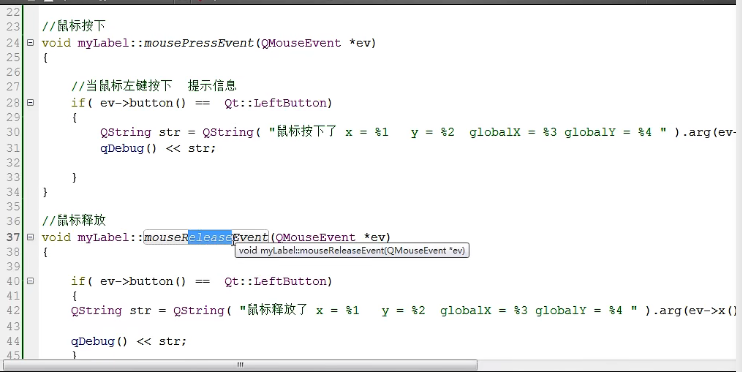 22
23 //鼠标按下
24 void myLabel::mousePressEvent(QMouseEvent *ev)
25 {
26
27 //当鼠标左键按下 提示信息
28 if( ev->button() == Qt::LeftButton)
29 {
30 QString str = QString( "鼠标按下了 x = %1 y = %2 globalX = %3 globalY = %4 " ).arg(ev-
31 qDebug() << str;
32
33 }
34 }
35
36 //鼠标释放
37 void myLabel::mouseReleaseEvent(QMouseEvent *ev)
void myLabel::mouseReleaseEvent(QMouseEvent *ev)
38 {
39
40 if( ev->button() == Qt::LeftButton)
41 {
42 QString str = QString( "鼠标释放了 x = %1 y = %2 globalX = %3 globalY = %4 " ).arg(ev->x()
43
44 qDebug() << str;
45 }